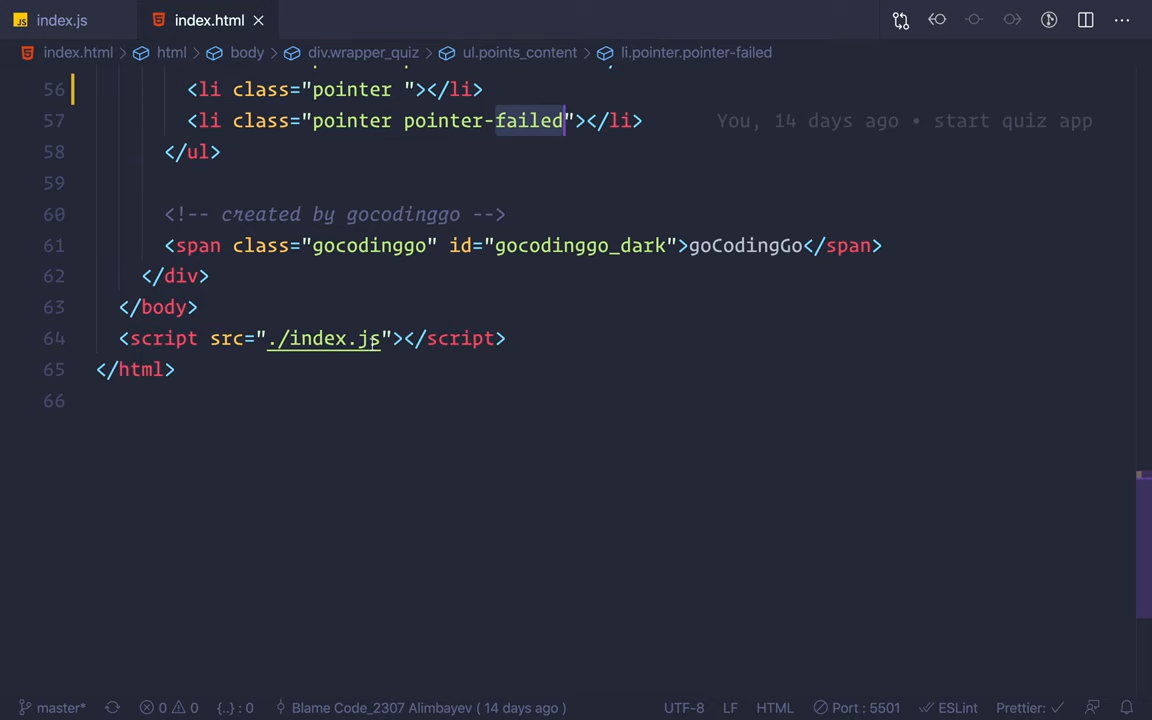 JS index.js index.html
index.html html body div.wrapper_quiz ul.points_content li.pointer.pointer-failed
56 <li class="pointer "></li>
57 <li class="pointer pointer-failed"></li> You, 14 days ago • start quiz app
58 </ul>
59
60 <!-- created by gocodinggo -->
61 <span class="gocodinggo" id="gocodinggo_dark">goCodingGo</span>
62 </div>
63 </body>
64 <script src="./index.js"></script>
65 </html>
66
master* 0 0 {..} : 0 Blame Code_2307 Alimbayev ( 14 days ago ) UTF-8 LF HTML Port : 5501 ESLint Prettier: